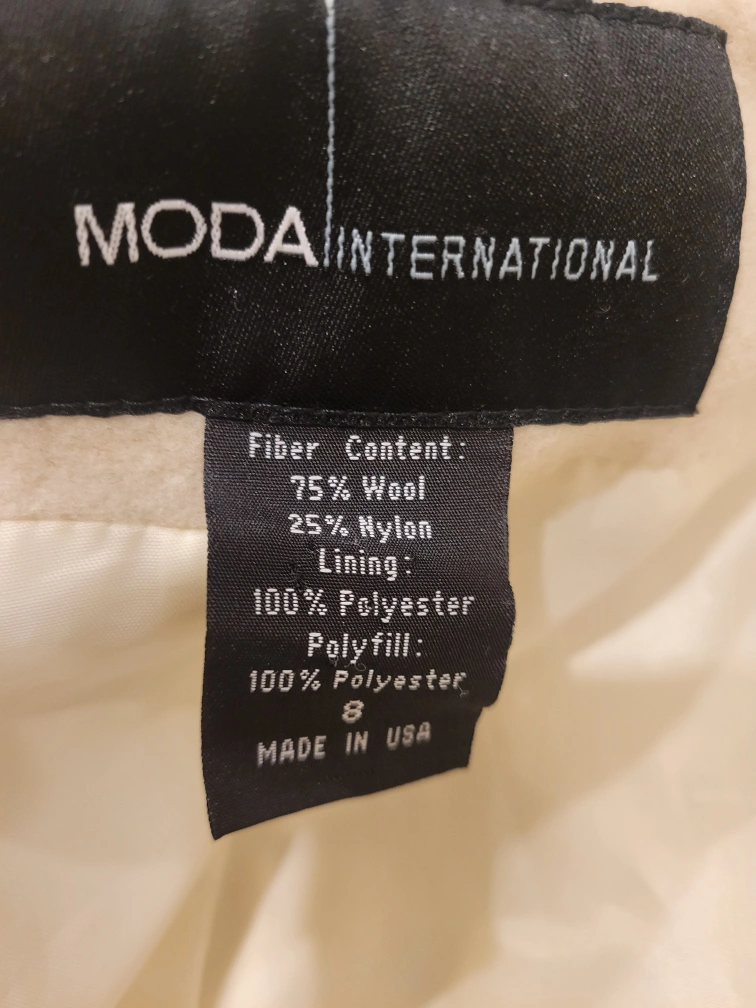 MODA INTERNATIONAL
Fiber Content:
75% Wool
25% Nylon
Lining:
100% Polyester
Polyfill:
100% Polyester
8
MADE IN USA